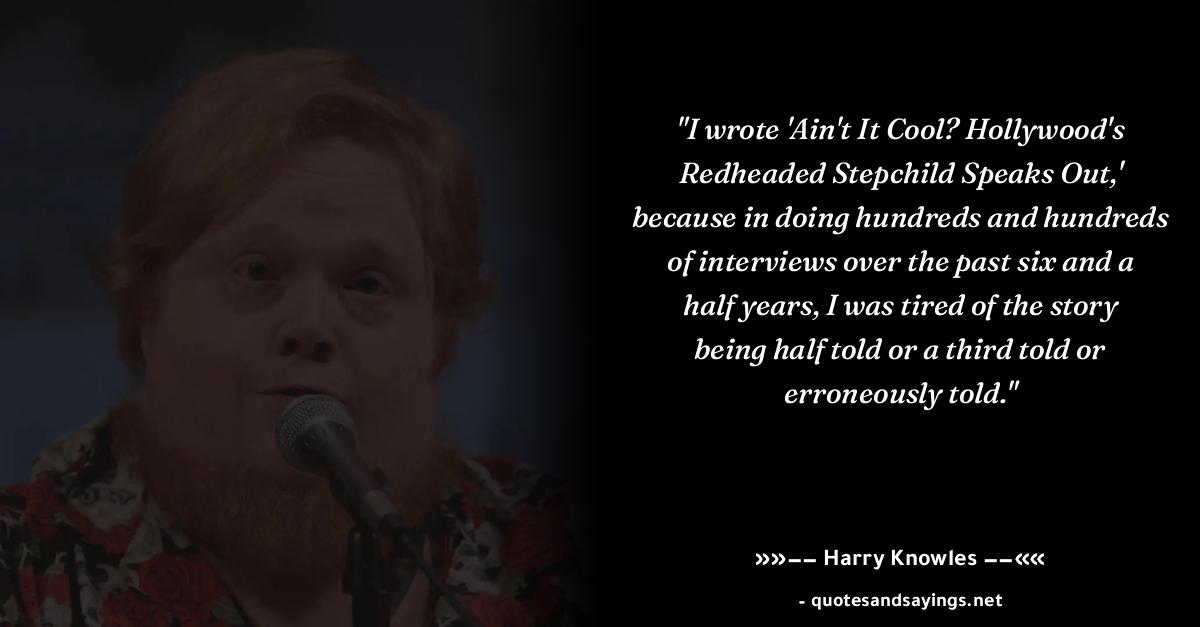 "I wrote 'Ain't It Cool? Hollywood's
Redheaded Stepchild Speaks Out,'
because in doing hundreds and hundreds
of interviews over the past six and a
half years, I was tired of the story
being half told or a third told or
erroneously told."
»»−− Harry Knowles −−««
- quotesandsayings.net